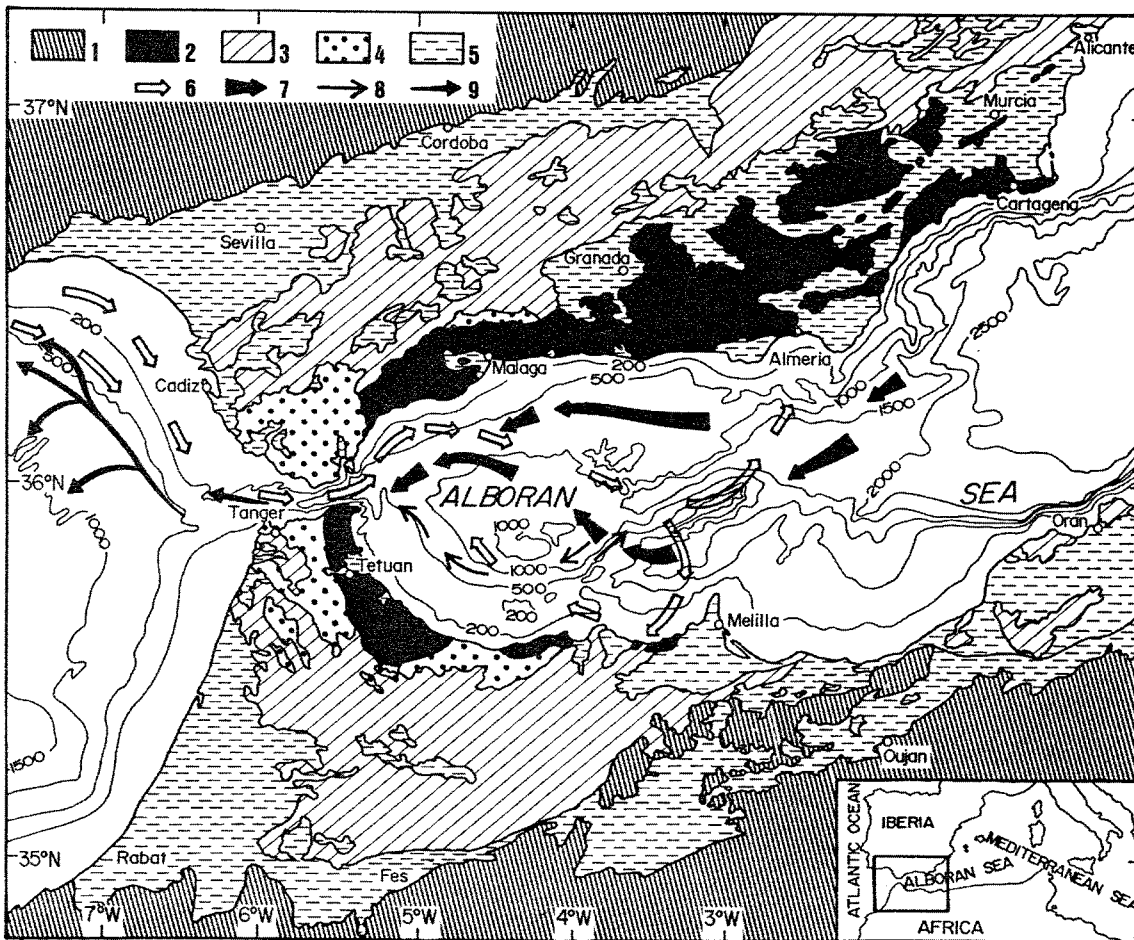 1 2 3 4 5
6 7 8 9
Alicante
37°N
Murcia
Cordoba
Cartagena
Sevilla
Granada
200
2500
500
Cadiz
Malaga
200
500
Almeria
1000
1500
36°N
ALBORAN
SEA
2000
1000
Tanger
Oran
1000
Tetuan
1000
500
200
200
Melilla
1500
Oujan
35°N
Rabat
Fes
7°W
6°W
5°W
4°W
3°W
ATLANTIC OCEAN
IBERIA
MEDITERRANEAN SEA
ALBORAN SEA
AFRICA